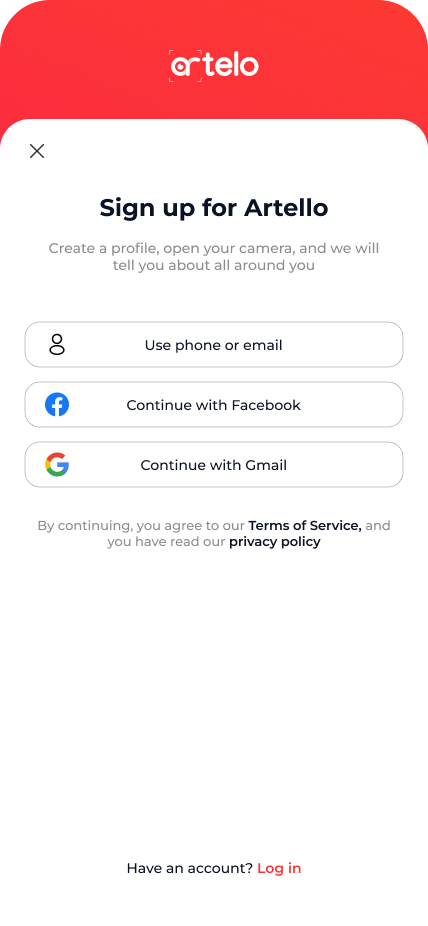 artelo
Sign up for Artello
Create a profile, open your camera, and we will
tell you about all around you
Use phone or email
Continue with Facebook
Continue with Gmail
By continuing, you agree to our Terms of Service, and
you have read our privacy policy
Have an account? Log in